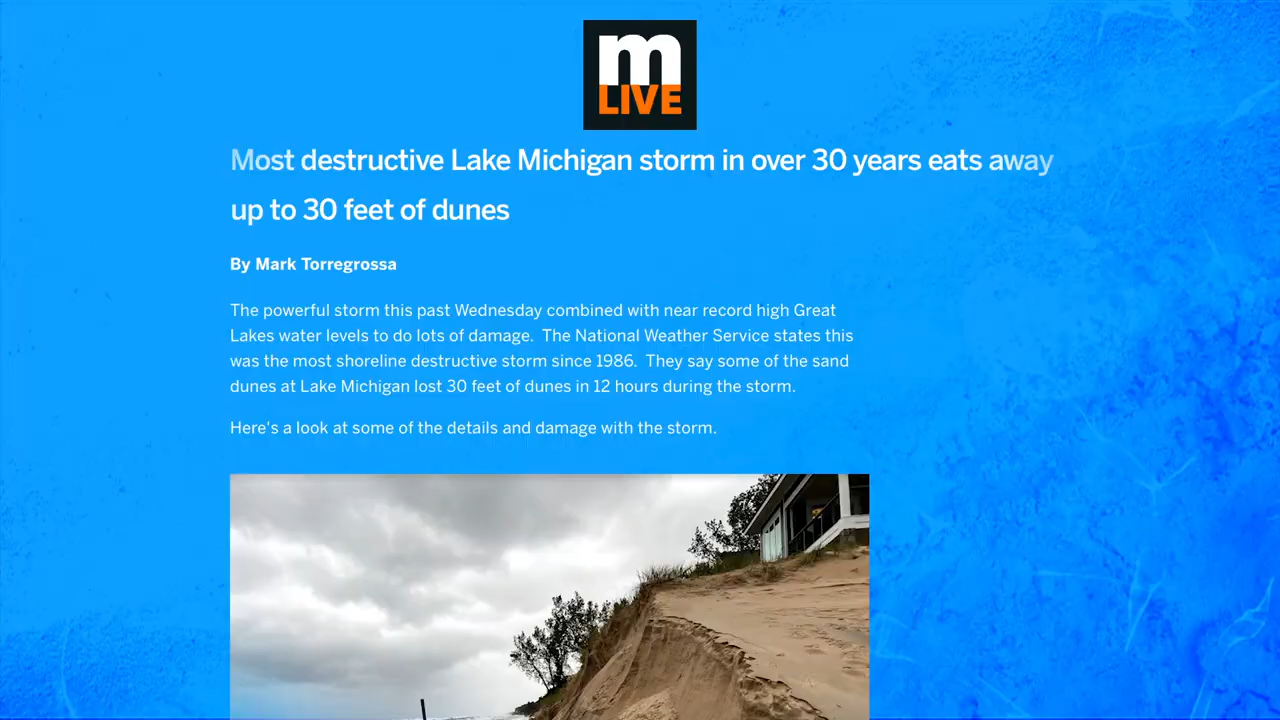 m
LIVE
Most destructive Lake Michigan storm in over 30 years eats away
up to 30 feet of dunes
By Mark Torregrossa
The powerful storm this past Wednesday combined with near record high Great
Lakes water levels to do lots of damage.  The National Weather Service states this
was the most shoreline destructive storm since 1986.  They say some of the sand
dunes at Lake Michigan lost 30 feet of dunes in 12 hours during the storm.
Here's a look at some of the details and damage with the storm.